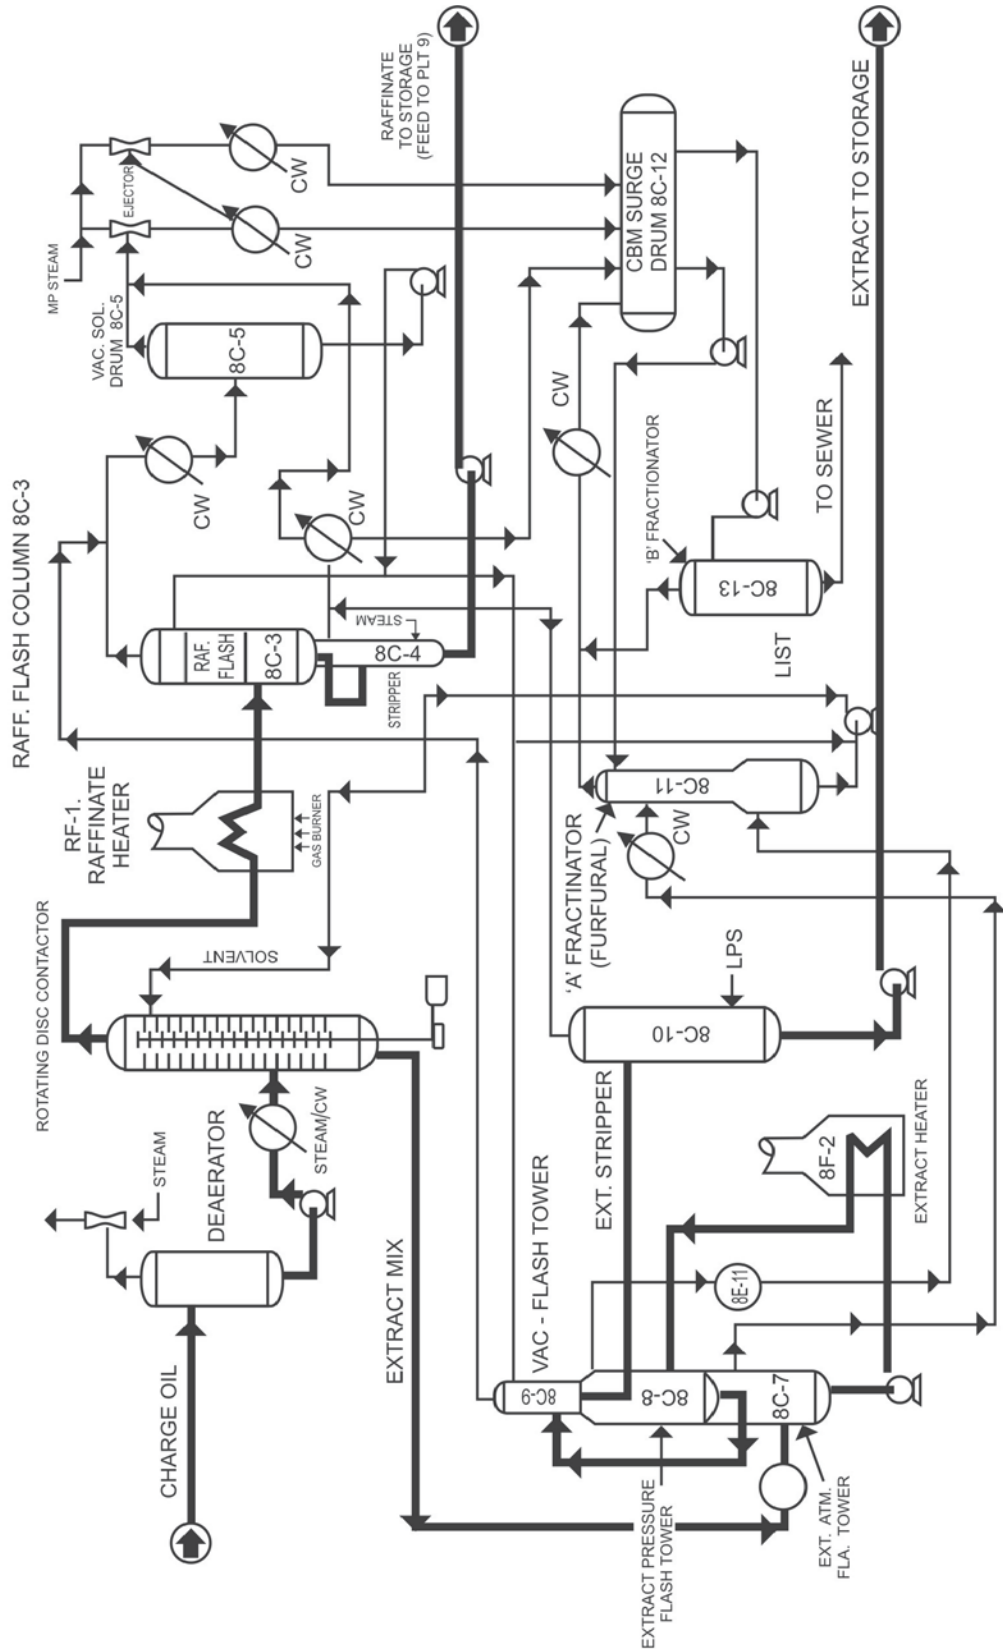 RAFF. FLASH COLUMN 8C-3
MP STEAM
EJECTOR
VAC. SOL.
DRUM 8C-5
8C-5
CW
CW
CW
CW
RAFFINATE
TO STORAGE
(FEED TO PLT 9)
RF-1.
RAFFINATE
HEATER
GAS BURNER
RAF.
FLASH
8C-3
STEAM
8C-4
STRIPPER
ROTATING DISC CONTACTOR
SOLVENT
STEAM
DEAERATOR
STEAM/CW
CHARGE OIL
EXTRACT MIX
CBM SURGE
DRUM 8C-12
CW
'B' FRACTIONATOR
8C-13
LIST
TO SEWER
EXTRACT TO STORAGE
'A' FRACTINATOR
(FURFURAL)
8C-11
CW
EXT. STRIPPER
8C-10
LPS
VAC - FLASH TOWER
8C-9
8C-8
8C-7
8E-11
8F-2
EXTRACT HEATER
EXTRACT PRESSURE
FLASH TOWER
EXT. ATM.
FLA. TOWER